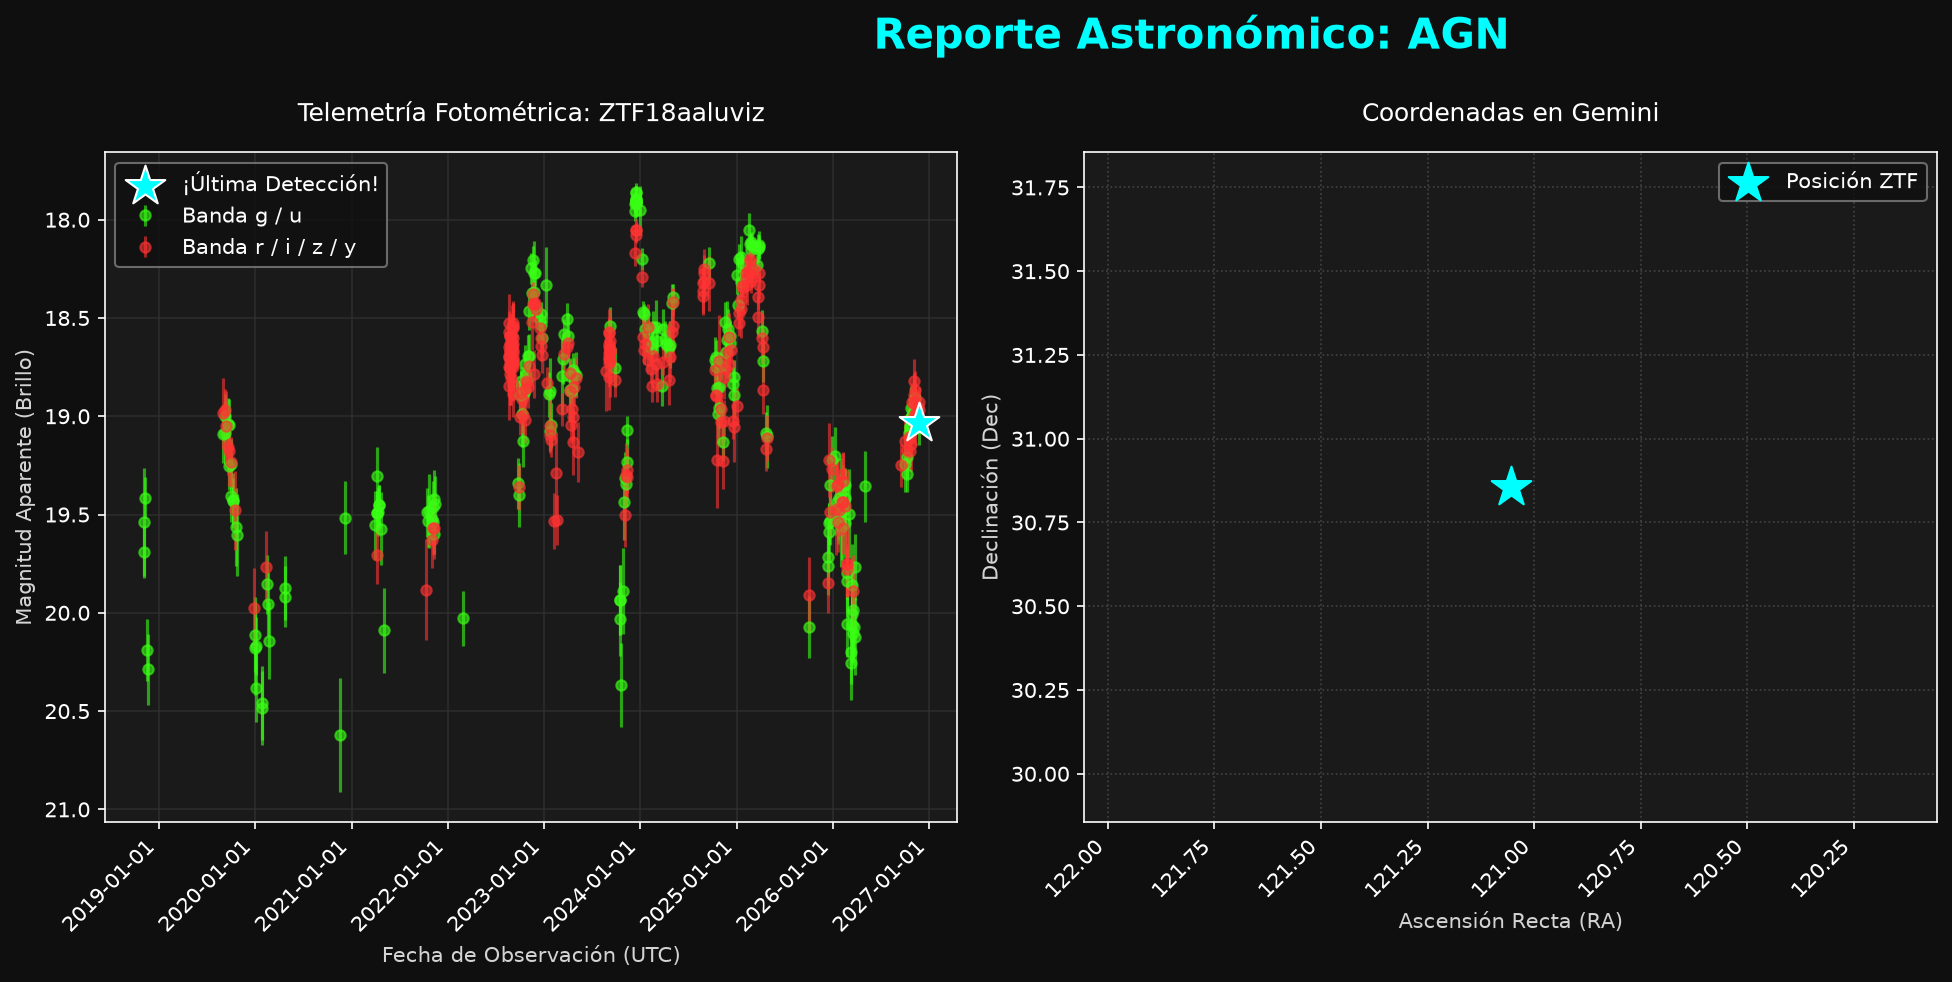 Reporte Astronómico: AGN
Telemetría Fotométrica: ZTF18aaluviz
¡Última Detección!
Banda g / u
Banda r / i / z / y
Magnitud Aparente (Brillo)
18.0
18.5
19.0
19.5
20.0
20.5
21.0
2019-01-01
2020-01-01
2021-01-01
2022-01-01
2023-01-01
2024-01-01
2025-01-01
2026-01-01
2027-01-01
Fecha de Observación (UTC)
Coordenadas en Gemini
Posición ZTF
Declinación (Dec)
31.75
31.50
31.25
31.00
30.75
30.50
30.25
30.00
122.00
121.75
121.50
121.25
121.00
120.75
120.50
120.25
Ascensión Recta (RA)